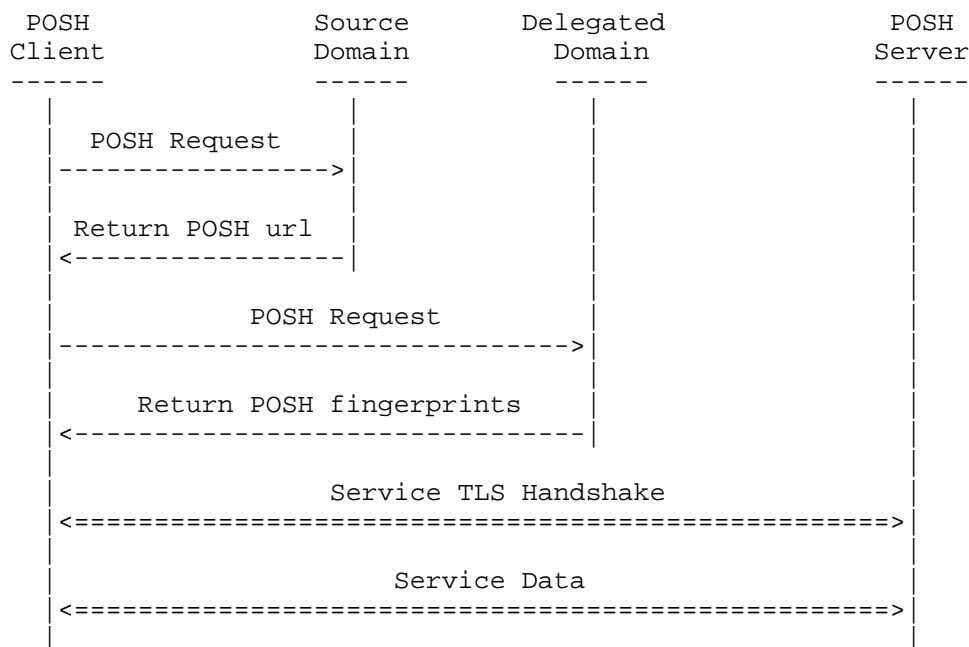 POSH Source Delegated POSH
Client Domain Domain Server
------ ------ ------ ------
POSH Request
----------------->
Return POSH url
<-----------------
POSH Request
-------------------------------->
Return POSH fingerprints
<--------------------------------
Service TLS Handshake
<===================================================>
Service Data
<===================================================>